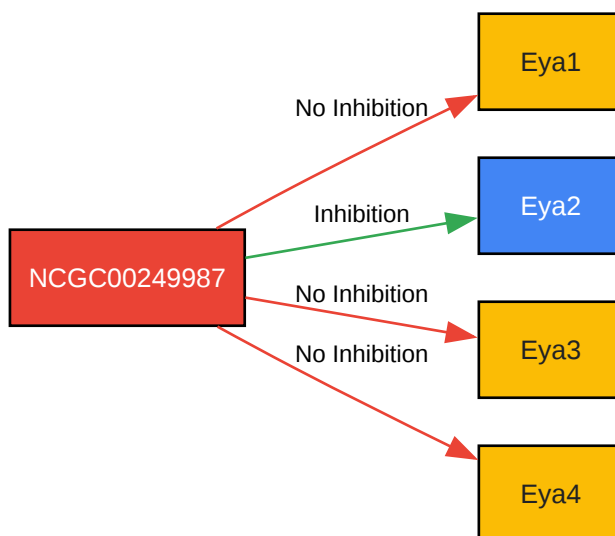 Eya1
No Inhibition
Inhibition
Eya2
NCGC00249987
No Inhibition
Eya3
No Inhibition
Eya4